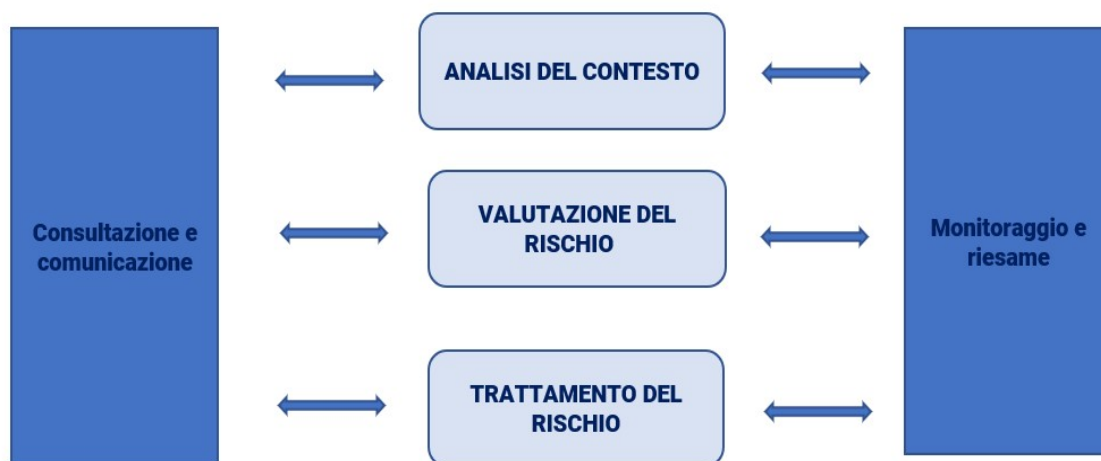 ANALISI DEL CONTESTO
VALUTAZIONE DEL
RISCHIO
Consultazione e
comunicazione
Monitoraggio e
riesame
TRATTAMENTO DEL
RISCHIO